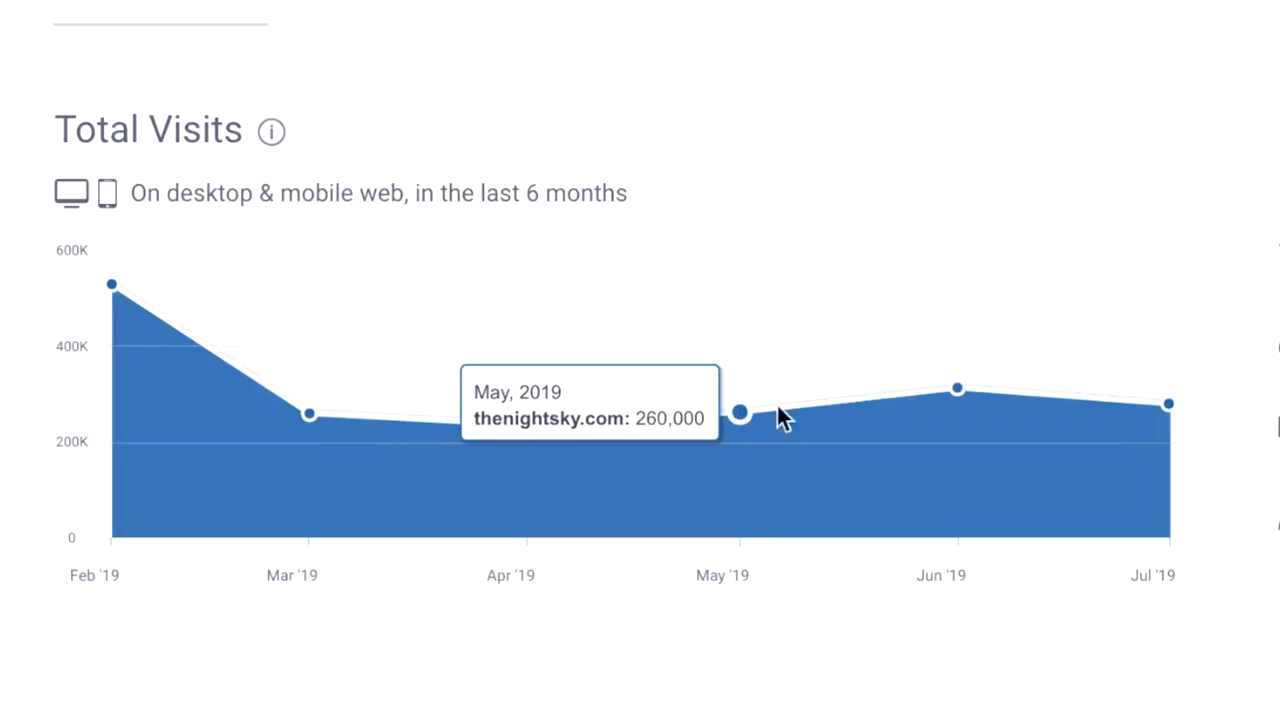 Total Visits
On desktop & mobile web, in the last 6 months
600K
400K
May, 2019
thenightsky.com: 260,000
200K
0
Feb '19 Mar '19 Apr '19 May '19 Jun '19 Jul '19